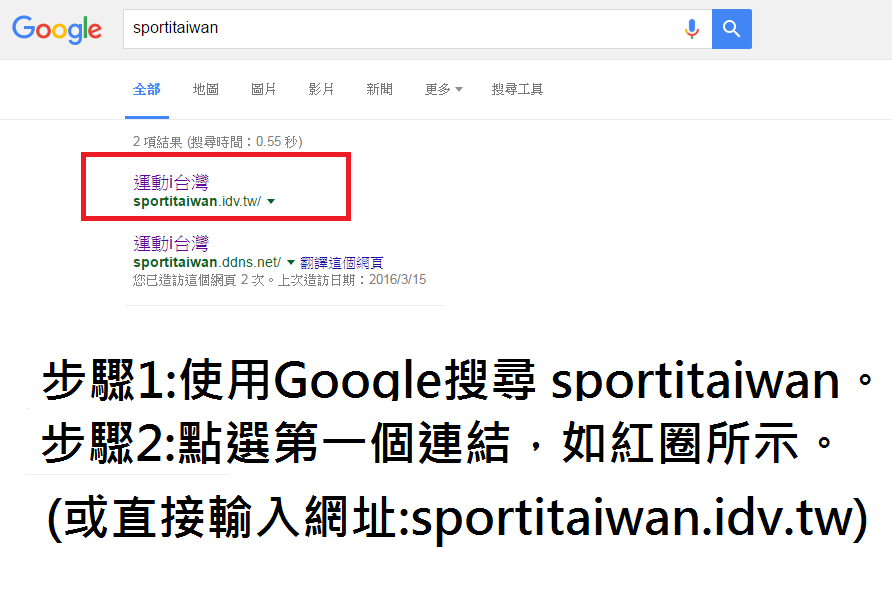 Google
sportitaiwan
全部 地圖 圖片 影片 新聞 更多 搜尋工具
2 項結果 (搜尋時間：0.55 秒)
運動i台灣
sportitaiwan.idv.tw/
運動i台灣
sportitaiwan.ddns.net/ 翻譯這個網頁
您已造訪這個網頁 2 次。上次造訪日期：2016/3/15
步驟1:使用Google搜尋 sportitaiwan。
步驟2:點選第一個連結，如紅圈所示。
(或直接輸入網址:sportitaiwan.idv.tw)